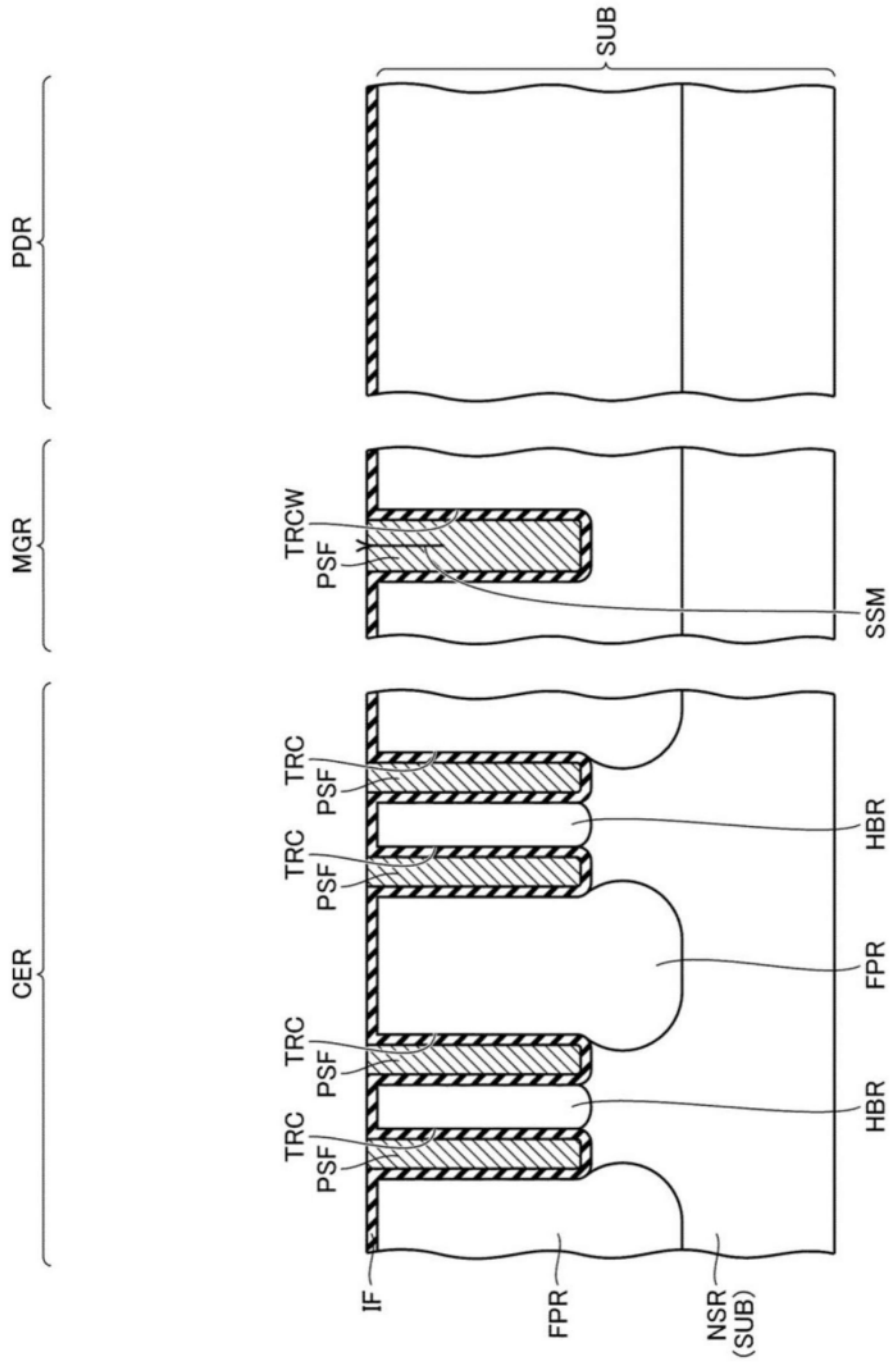 CER
MGR
PDR
TRC
PSF
TRC
PSF
TRC
PSF
TRC
PSF
TRCW
PSF
IF
FPR
NSR
(SUB)
HBR
FPR
HBR
SSM
SUB